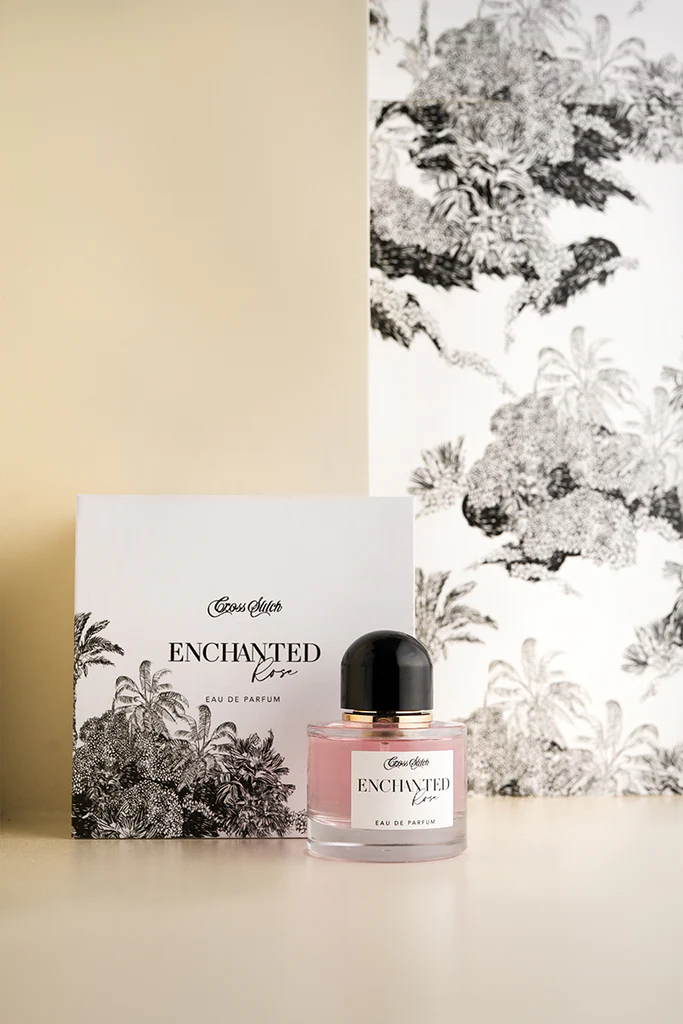 Cross Stitch
ENCHANTED
Rose
EAU DE PARFUM
Cross Stitch
ENCHANTED
Rose
EAU DE PARFUM